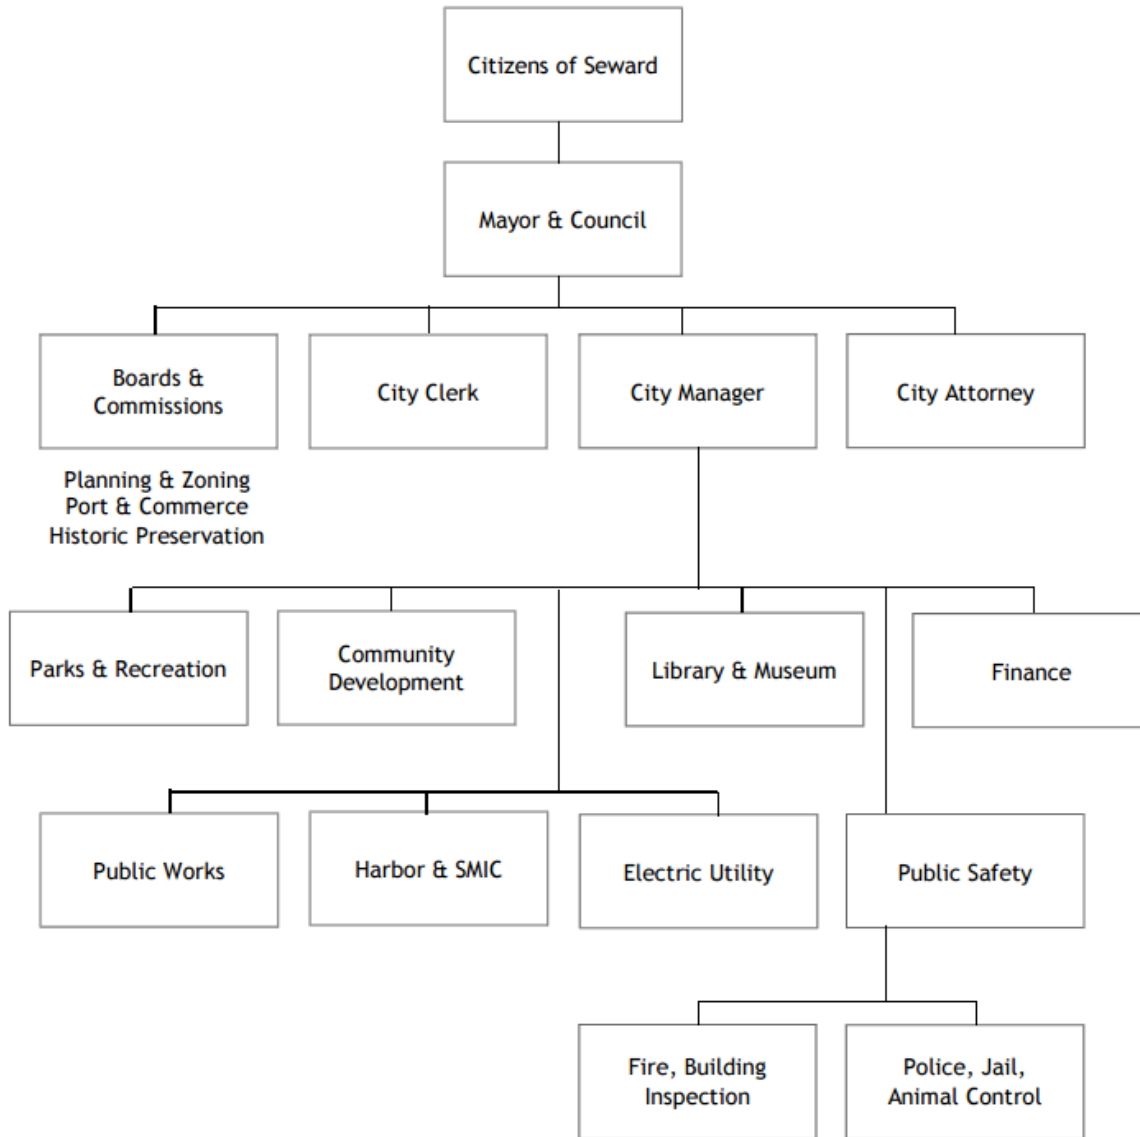 Citizens of Seward
Mayor & Council
Boards &
Commissions
City Clerk
City Manager
City Attorney
Planning & Zoning
Port & Commerce
Historic Preservation
Parks & Recreation
Community
Development
Library & Museum
Finance
Public Works
Harbor & SMIC
Electric Utility
Public Safety
Fire, Building
Inspection
Police, Jail,
Animal Control